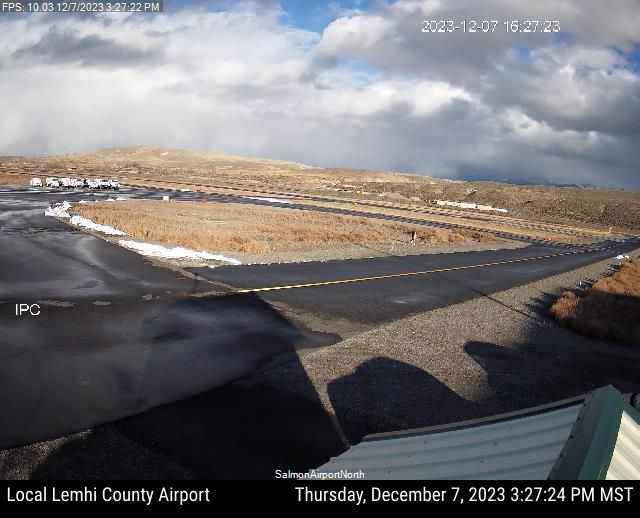 FPS: 10.03 12/7/2023 3:27:22 PM
2023-12-07 16:27:23
IPC
SalmonAirportNorth
Local Lemhi County Airport
Thursday, December 7, 2023 3:27:24 PM MST